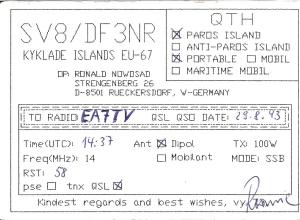 SV8/DF3NR
KYKLADE ISLANDS EU-67
OP: RONALD NOWOSAD
STRENGENBERG 26
D-8501 RUECKERSDORF, W-GERMANY
QTH
PAROS ISLAND
ANTI-PAROS ISLAND
PORTABLE MOBIL
MARITIME MOBIL
TO RADIO: EA7TV QSL QSO DATE: 29.8.93
Time(UTC): 14:37 Ant Dipol TX: 100W
Freq(MHz): 14 Mobilant MODE: SSB
RST: 58
pse tnx QSL
Kindest regards and best wishes, vy